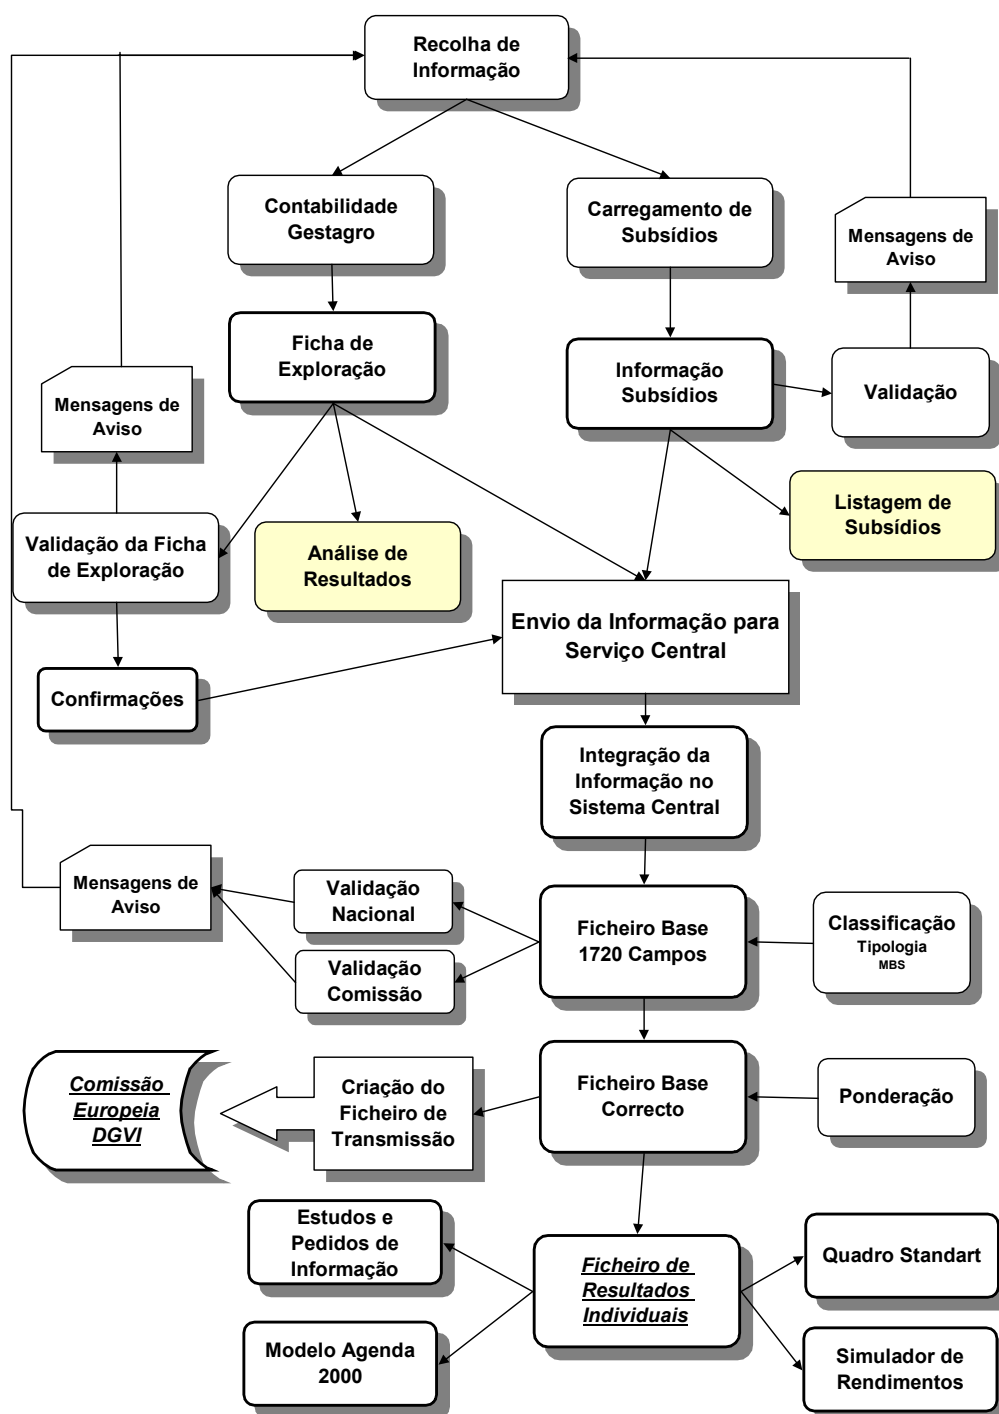 Recolha de
Informação
Contabilidade
Gestagro
Carregamento de
Subsídios
Mensagens de
Aviso
Ficha de
Exploração
Informação
Subsídios
Validação
Mensagens de
Aviso
Listagem de
Subsídios
Validação da Ficha
de Exploração
Análise de
Resultados
Envio da Informação para
Serviço Central
Confirmações
Integração da
Informação no
Sistema Central
Mensagens de
Aviso
Validação
Nacional
Validação
Comissão
Ficheiro Base
1720 Campos
Classificação
Tipologia
MBS
Comissão
Europeia
DGVI
Criação do
Ficheiro de
Transmissão
Ficheiro Base
Correcto
Ponderação
Estudos e
Pedidos de
Informação
Ficheiro de
Resultados
Individuais
Quadro Standart
Modelo Agenda
2000
Simulador de
Rendimentos